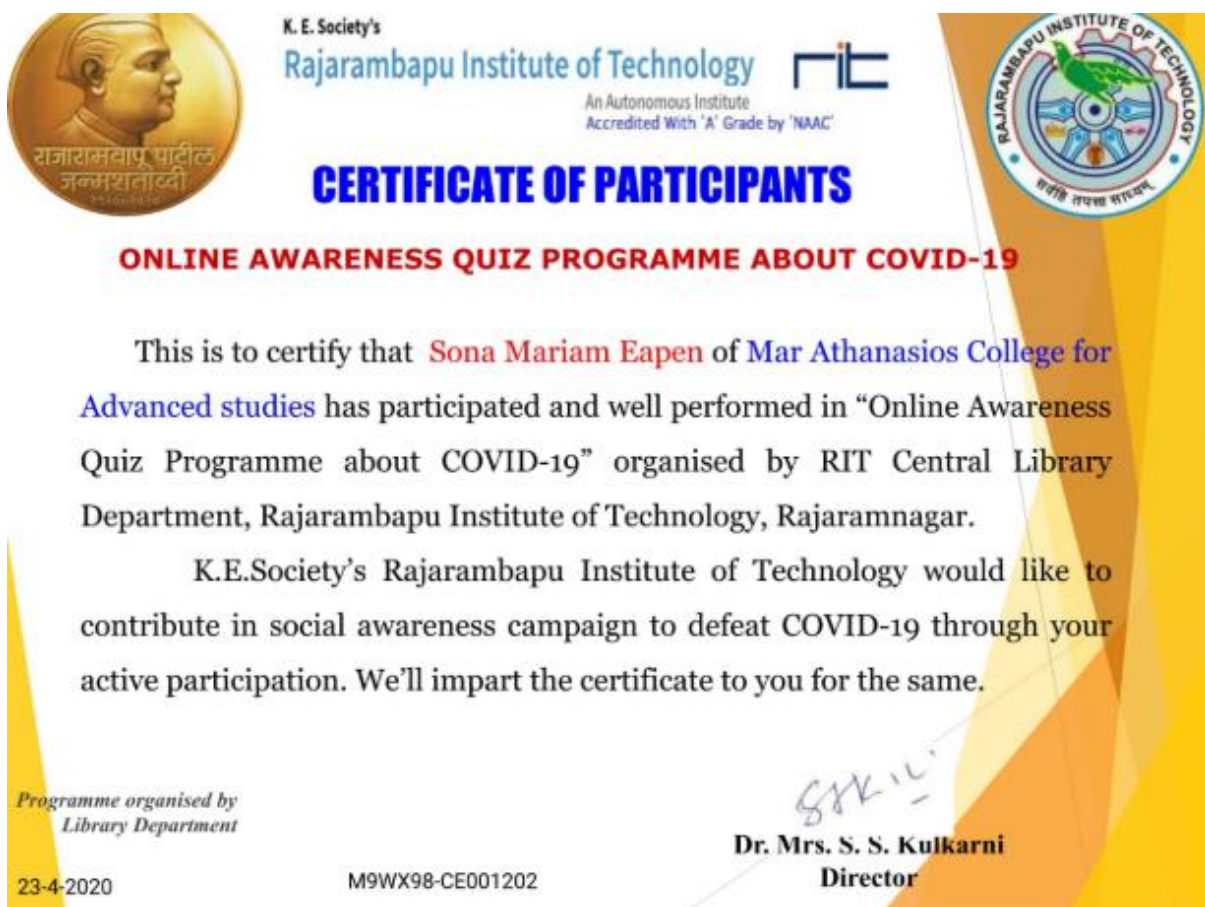 K. E. Society's
Rajarambapu Institute of Technology
rit
An Autonomous Institute
Accredited With 'A' Grade by 'NAAC'
राजारामबापू पाटील
जन्मशताब्दी
RAJARAMBAPU INSTITUTE OF TECHNOLOGY
CERTIFICATE OF PARTICIPANTS
ONLINE AWARENESS QUIZ PROGRAMME ABOUT COVID-19
This is to certify that Sona Mariam Eapen of Mar Athanasios College for
Advanced studies has participated and well performed in “Online Awareness
Quiz Programme about COVID-19” organised by RIT Central Library
Department, Rajarambapu Institute of Technology, Rajaramnagar.
K.E.Society’s Rajarambapu Institute of Technology would like to
contribute in social awareness campaign to defeat COVID-19 through your
active participation. We’ll impart the certificate to you for the same.
Programme organised by
Library Department
Dr. Mrs. S. S. Kulkarni
Director
23-4-2020
M9WX98-CE001202